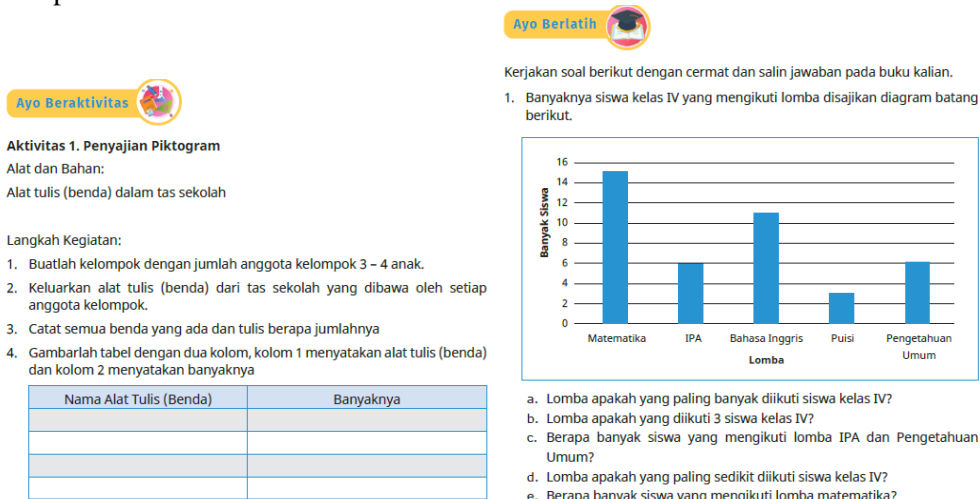 Ayo Beraktivitas
Aktivitas 1. Penyajian Piktogram
Alat dan Bahan:
Alat tulis (benda) dalam tas sekolah
Langkah Kegiatan:
1. Buatlah kelompok dengan jumlah anggota kelompok 3 – 4 anak.
2. Keluarkan alat tulis (benda) dari tas sekolah yang dibawa oleh setiap
anggota kelompok.
3. Catat semua benda yang ada dan tulis berapa jumlahnya
4. Gambarlah tabel dengan dua kolom, kolom 1 menyatakan alat tulis (benda)
dan kolom 2 menyatakan banyaknya
Nama Alat Tulis (Benda) Banyaknya
Ayo Berlatih
Kerjakan soal berikut dengan cermat dan salin jawaban pada buku kalian.
1. Banyaknya siswa kelas IV yang mengikuti lomba disajikan diagram batang
berikut.
Banyak Siswa
16
14
12
10
8
6
4
2
0
Matematika IPA Bahasa Inggris Puisi Pengetahuan
Umum
Lomba
a. Lomba apakah yang paling banyak diikuti siswa kelas IV?
b. Lomba apakah yang diikuti 3 siswa kelas IV?
c. Berapa banyak siswa yang mengikuti lomba IPA dan Pengetahuan
Umum?
d. Lomba apakah yang paling sedikit diikuti siswa kelas IV?
e. Berapa banyak siswa yang mengikuti lomba matematika?